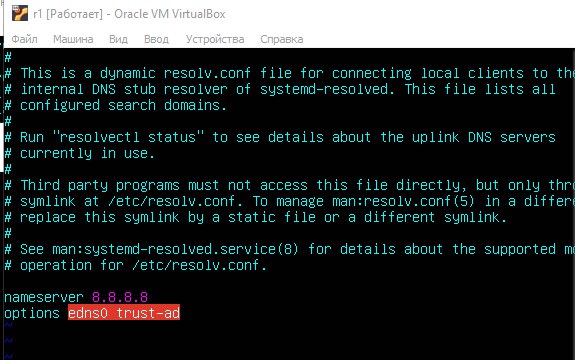 r1 [Работает] - Oracle VM VirtualBox
Файл Машина Вид Ввод Устройства Справка
#
# This is a dynamic resolv.conf file for connecting local clients to the
# internal DNS stub resolver of systemd-resolved. This file lists all
# configured search domains.
#
# Run "resolvectl status" to see details about the uplink DNS servers
# currently in use.
#
# Third party programs must not access this file directly, but only thr
# symlink at /etc/resolv.conf. To manage man:resolv.conf(5) in a differe
# replace this symlink by a static file or a different symlink.
#
# See man:systemd-resolved.service(8) for details about the supported mo
# operation for /etc/resolv.conf.
nameserver 8.8.8.8
options edns0 trust-ad
~
~